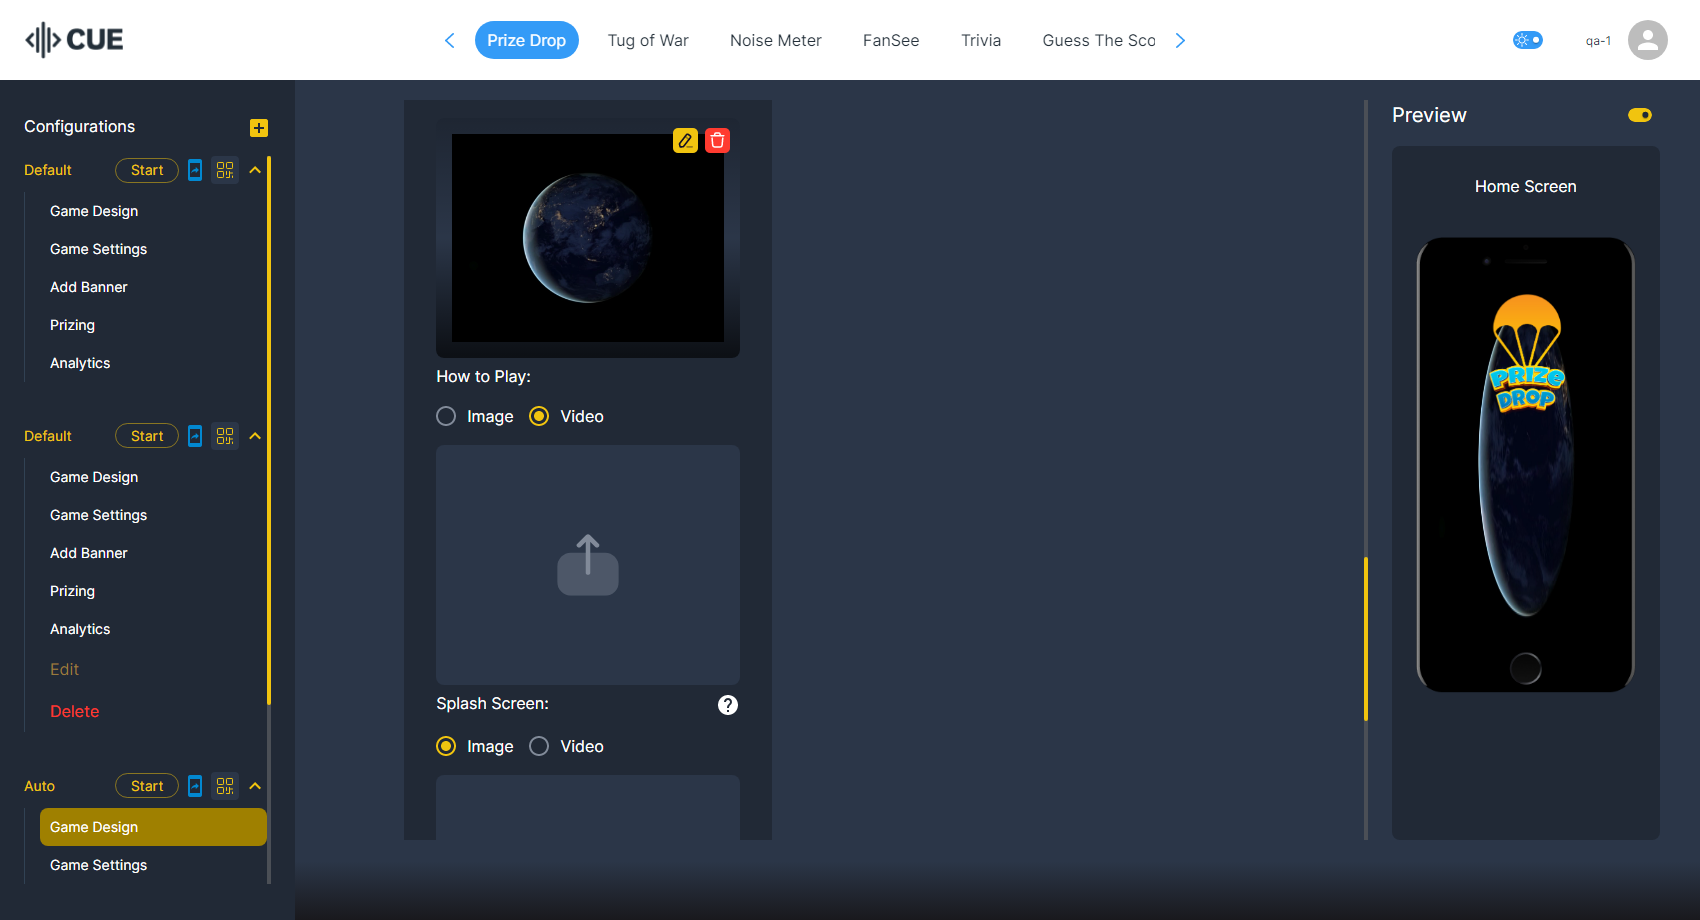 CUE
Prize Drop
Tug of War
Noise Meter
FanSee
Trivia
Guess The Sco
qa-1
Configurations
Default
Start
Game Design
Game Settings
Add Banner
Prizing
Analytics
Default
Start
Game Design
Game Settings
Add Banner
Prizing
Analytics
Edit
Delete
Auto
Start
Game Design
Game Settings
How to Play:
Image
Video
Splash Screen:
?
Image
Video
Preview
Home Screen
PRIZE
DROP